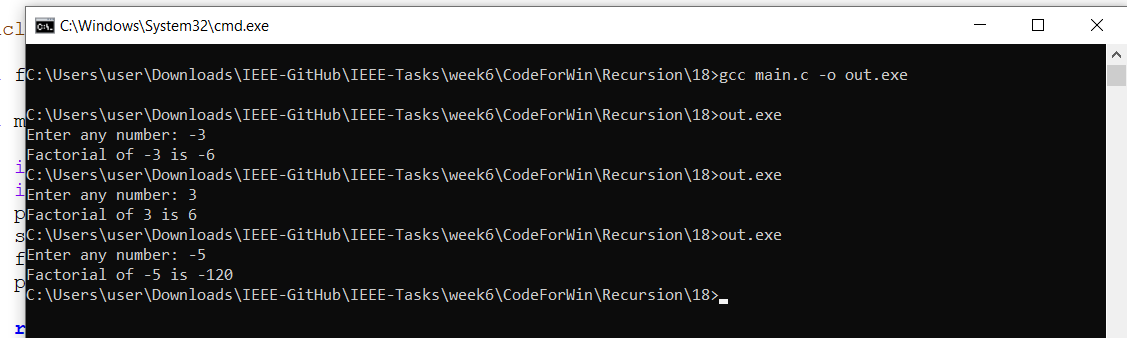 C:\Windows\System32\cmd.exe
C:\Users\user\Downloads\IEEE-GitHub\IEEE-Tasks\week6\CodeForWin\Recursion\18>gcc main.c -o out.exe
C:\Users\user\Downloads\IEEE-GitHub\IEEE-Tasks\week6\CodeForWin\Recursion\18>out.exe
Enter any number: -3
Factorial of -3 is -6
C:\Users\user\Downloads\IEEE-GitHub\IEEE-Tasks\week6\CodeForWin\Recursion\18>out.exe
Enter any number: 3
Factorial of 3 is 6
C:\Users\user\Downloads\IEEE-GitHub\IEEE-Tasks\week6\CodeForWin\Recursion\18>out.exe
Enter any number: -5
Factorial of -5 is -120
C:\Users\user\Downloads\IEEE-GitHub\IEEE-Tasks\week6\CodeForWin\Recursion\18>